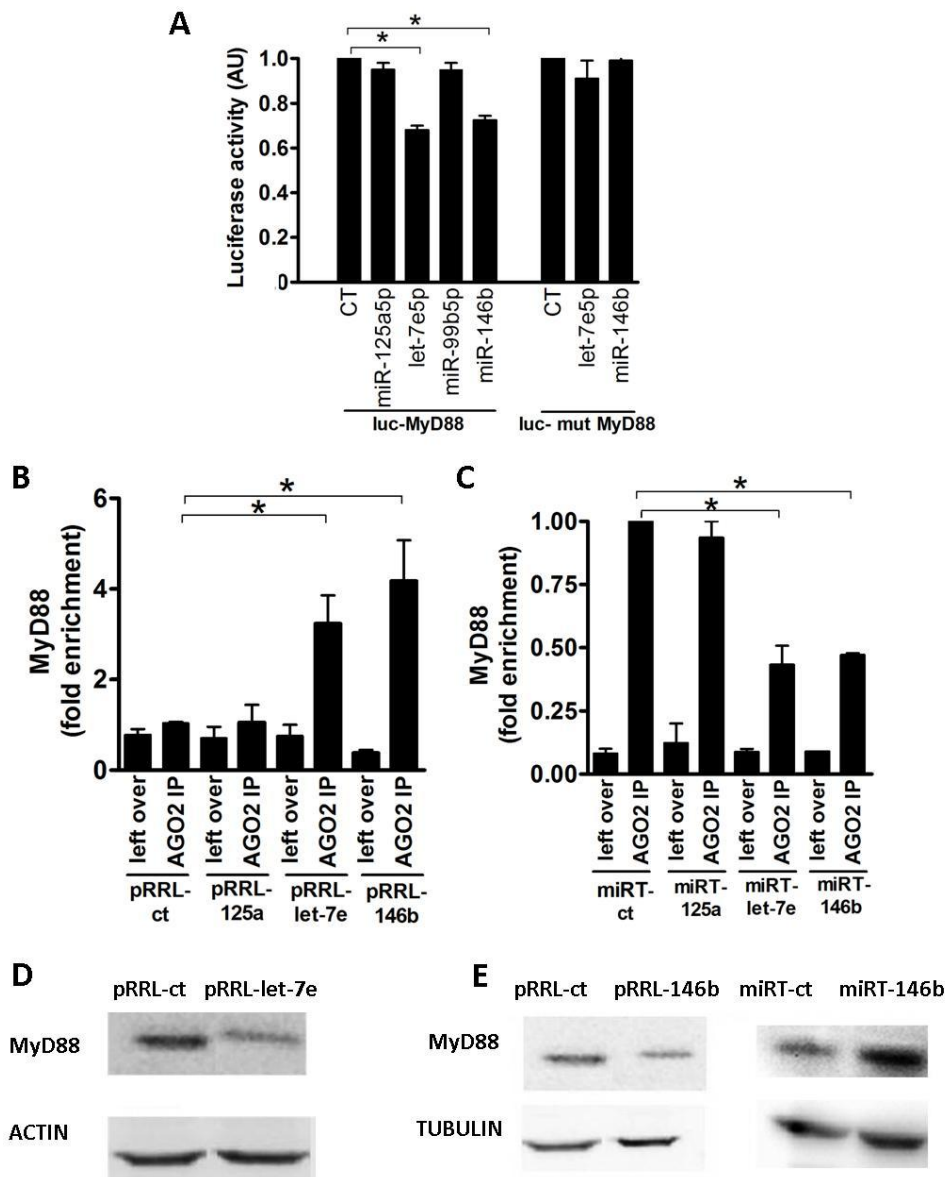 A
* 
*
Luciferase activity (AU)
1.0
0.8
0.6
0.4
0.2
.0
CT
miR-125a5p
let-7e5p
miR-99b5p
miR-146b
CT
let-7e5p
miR-146b
luc-MyD88
luc- mut MyD88
B
*
*
MyD88
(fold enrichment)
6
4
2
0
left over
AGO2 IP
left over
AGO2 IP
left over
AGO2 IP
left over
AGO2 IP
pRRL-
ct
pRRL-
125a
pRRL-
let-7e
pRRL-
146b
C
*
*
MyD88
(fold enrichment)
1.00
0.75
0.50
0.25
0.00
left over
AGO2 IP
left over
AGO2 IP
left over
AGO2 IP
left over
AGO2 IP
miRT-
ct
miRT-
125a
miRT-
let-7e
miRT-
146b
D
pRRL-ct pRRL-let-7e
MyD88
ACTIN
E
pRRL-ct pRRL-146b miRT-ct miRT-146b
MyD88
TUBULIN